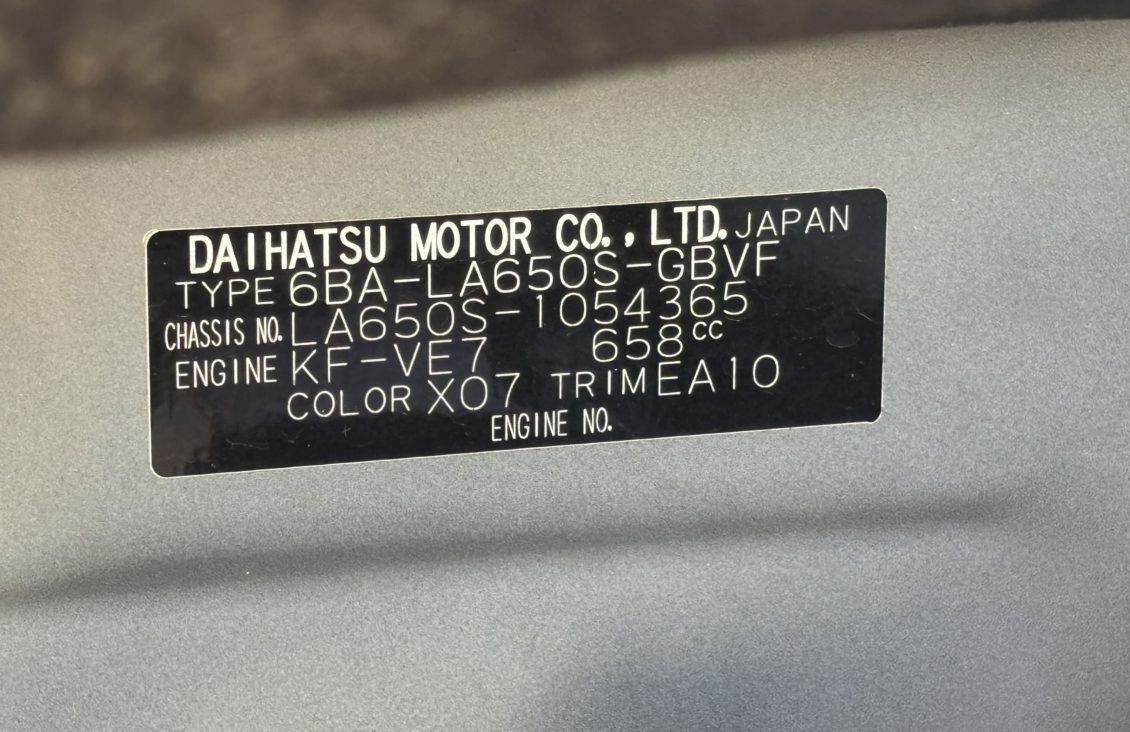 DAIHATSU MOTOR CO., LTD. JAPAN
TYPE 6BA-LA650S-GBVF
CHASSIS NO. LA650S-1054365
ENGINE KF-VE7 658cc
COLOR X07 TRIM EA10
ENGINE NO.